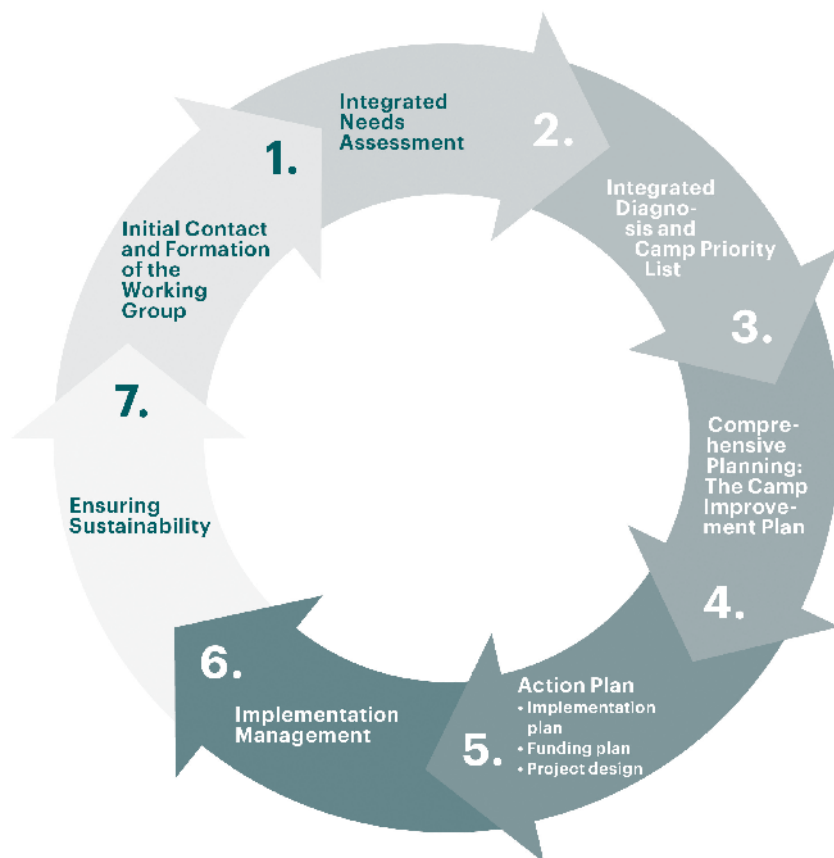 1.
Initial Contact
and Formation
of the
Working
Group
2.
Integrated
Needs
Assessment
3.
Integrated
Diagno-
sis and
Camp Priority
List
4.
Compre-
hensive
Planning:
The Camp
Improve-
ment Plan
5.
Action Plan
• Implementation
plan
• Funding plan
• Project design
6.
Implementation
Management
7.
Ensuring
Sustainability